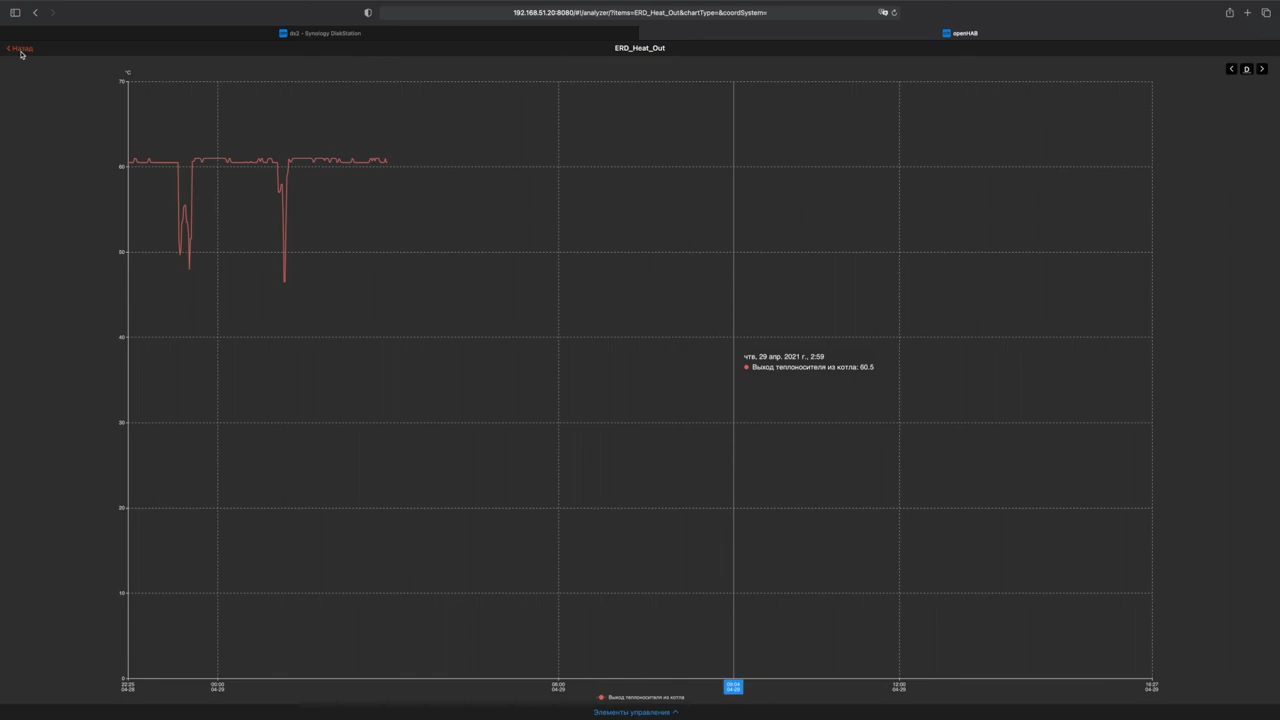 192.168.51.20:8080/#!/analyzer/?items=ERD_Heat_Out&chartType=&coordSystem=
ds2 - Synology DiskStation
openHAB
Назад
ERD_Heat_Out
D
°C
70
60
50
40
30
20
10
0
чтв, 29 апр. 2021 г., 2:59
Выход теплоносителя из котла: 60.5
22:25
04-28
00:00
04-29
06:00
04-29
09:04
04-29
12:00
04-29
16:27
04-29
Выход теплоносителя из котла
Элементы управления